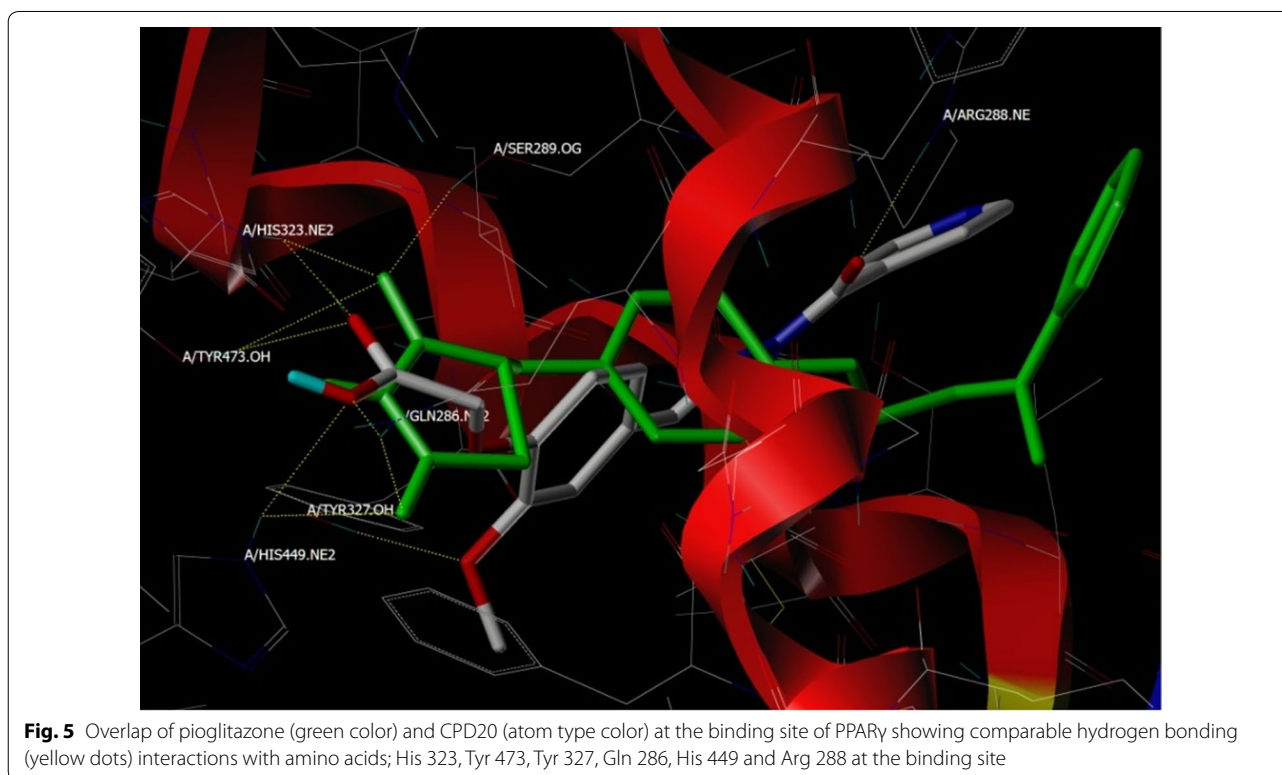 A/ARG288.NE
A/SER289.OG
A/HIS323.NE2
A/TYR473.OH
/GLN286.N 2
A/TYR327.OH
A/HIS449.NE2
Fig. 5 Overlap of pioglitazone (green color) and CPD20 (atom type color) at the binding site of PPARγ showing comparable hydrogen bonding
(yellow dots) interactions with amino acids; His 323, Tyr 473, Tyr 327, Gln 286, His 449 and Arg 288 at the binding site